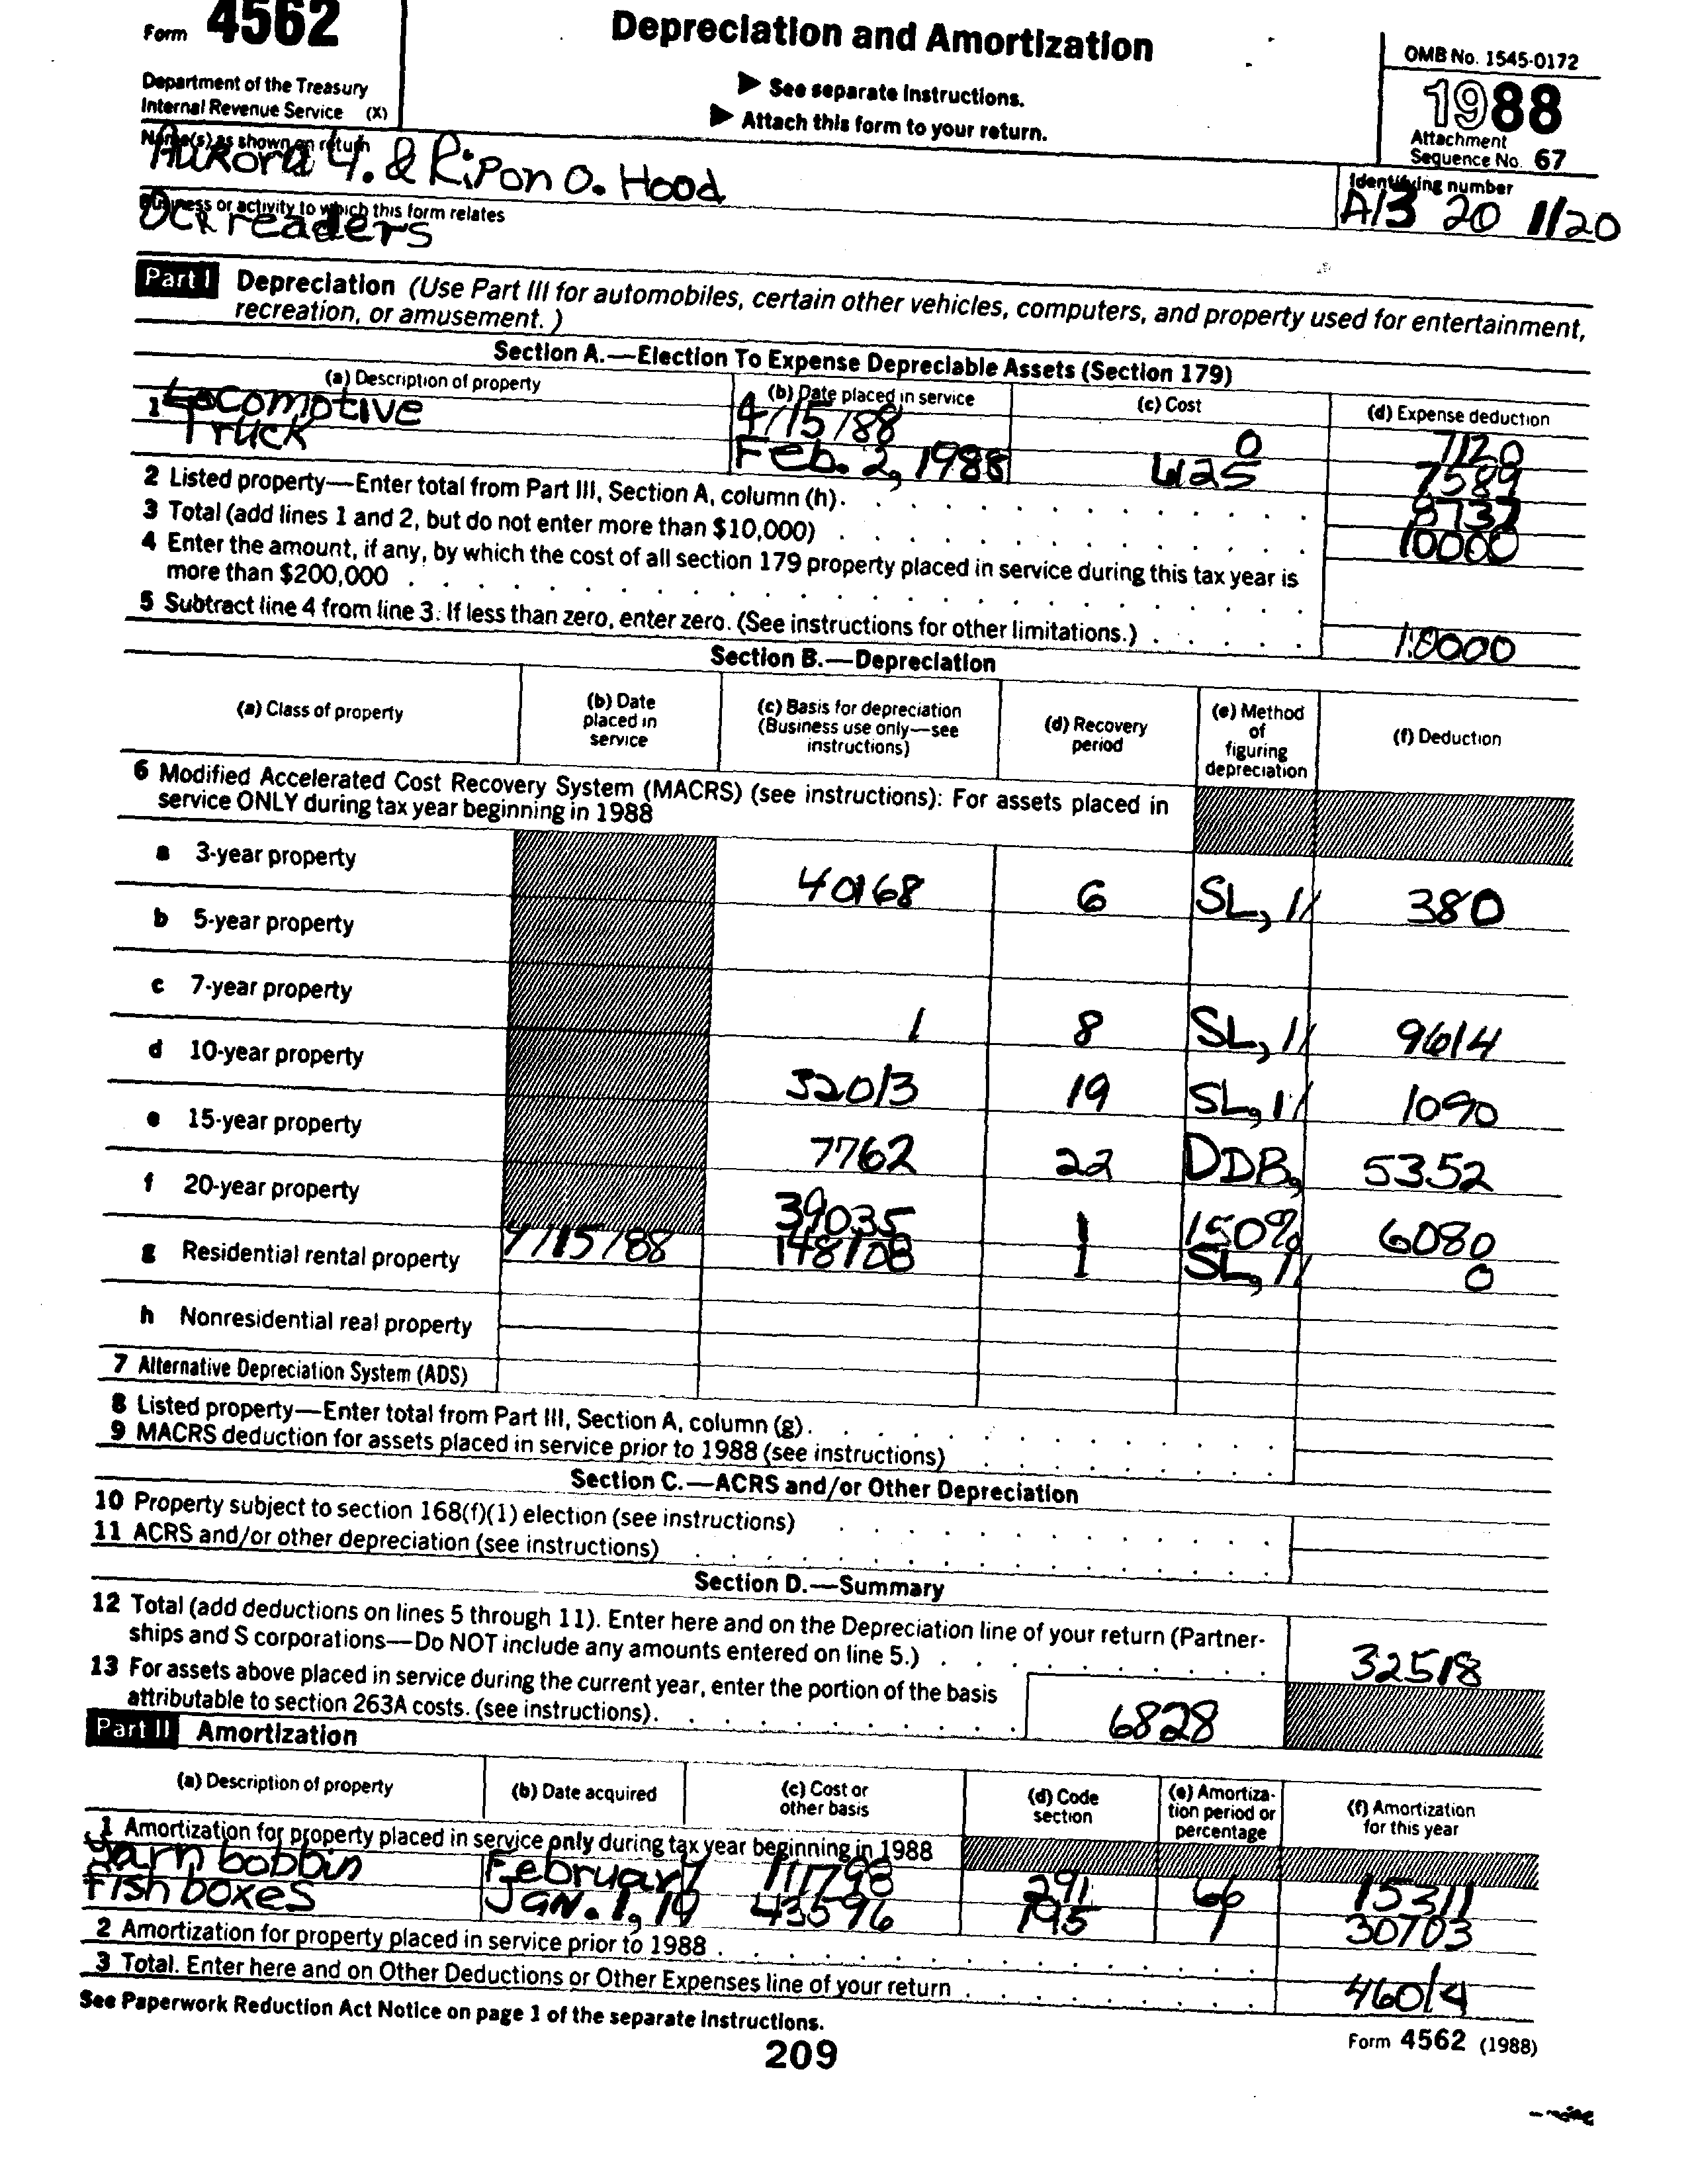 Form 4562
Depreciation and Amortization
OMB No. 1545-0172
Department of the Treasury
Internal Revenue Service (X)
▶ See separate instructions.
▶ Attach this form to your return.
1988
Attachment
Sequence No. 67
Name(s) as shown on return
Aurora Y. & Ripon O. Hood
Identifying number
A13 20 1120
Business or activity to which this form relates
OCR readers
Part I Depreciation (Use Part III for automobiles, certain other vehicles, computers, and property used for entertainment,
recreation, or amusement.)
Section A.—Election To Expense Depreciable Assets (Section 179)
(a) Description of property (b) Date placed in service (c) Cost (d) Expense deduction
1 Locomotive 4/15/88 0 7120
Truck Feb. 2, 1988 425 7589
2 Listed property—Enter total from Part III, Section A, column (h). 8737
3 Total (add lines 1 and 2, but do not enter more than $10,000) 10000
4 Enter the amount, if any, by which the cost of all section 179 property placed in service during this tax year is
more than $200,000
5 Subtract line 4 from line 3. If less than zero, enter zero. (See instructions for other limitations.) 10000
Section B.—Depreciation
(a) Class of property (b) Date placed in service (c) Basis for depreciation (Business use only—see instructions) (d) Recovery period (e) Method of figuring depreciation (f) Deduction
6 Modified Accelerated Cost Recovery System (MACRS) (see instructions): For assets placed in
service ONLY during tax year beginning in 1988
a 3-year property 40168 6 SL, 1/ 380
b 5-year property
c 7-year property 1 8 SL, 1/ 9614
d 10-year property 32013 19 SL, 1/ 1090
e 15-year property 7762 22 DDB, 5352
f 20-year property 39035 1 150% 6080
g Residential rental property 4/15/88 148108 1 SL, 1/ 0
h Nonresidential real property
7 Alternative Depreciation System (ADS)
8 Listed property—Enter total from Part III, Section A, column (g).
9 MACRS deduction for assets placed in service prior to 1988 (see instructions)
Section C.—ACRS and/or Other Depreciation
10 Property subject to section 168(f)(1) election (see instructions)
11 ACRS and/or other depreciation (see instructions)
Section D.—Summary
12 Total (add deductions on lines 5 through 11). Enter here and on the Depreciation line of your return (Partner-
ships and S corporations—Do NOT include any amounts entered on line 5.) 32518
13 For assets above placed in service during the current year, enter the portion of the basis
attributable to section 263A costs. (see instructions). 6828
Part II Amortization
(a) Description of property (b) Date acquired (c) Cost or other basis (d) Code section (e) Amortiza-tion period or percentage (f) Amortization for this year
1 Amortization for property placed in service only during tax year beginning in 1988
yarn bobbin February 111798 291 66 15311
fish boxes JAN. 1, 19 43596 195 1 30703
2 Amortization for property placed in service prior to 1988
3 Total. Enter here and on Other Deductions or Other Expenses line of your return 46014
See Paperwork Reduction Act Notice on page 1 of the separate instructions.
Form 4562 (1988)
209